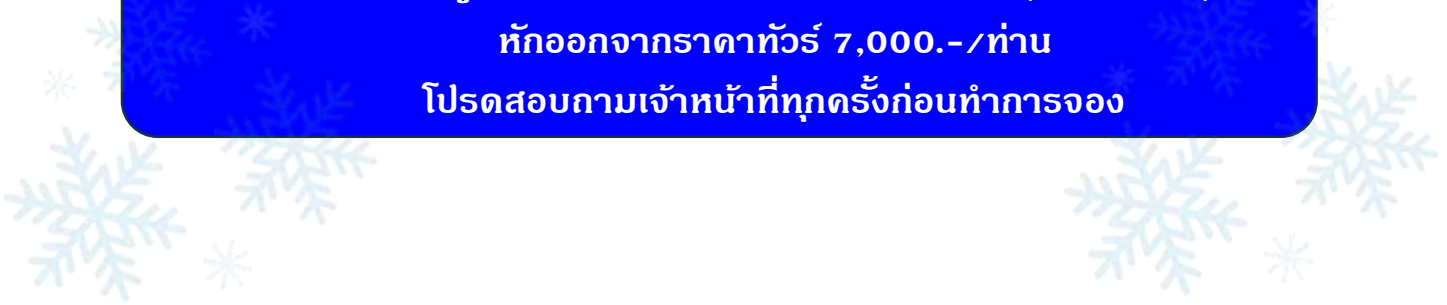 หักออกจากราคาทัวร์ 7,000.-/ท่าน
โปรดสอบถามเจ้าหน้าที่ทุกครั้งก่อนทำการจอง